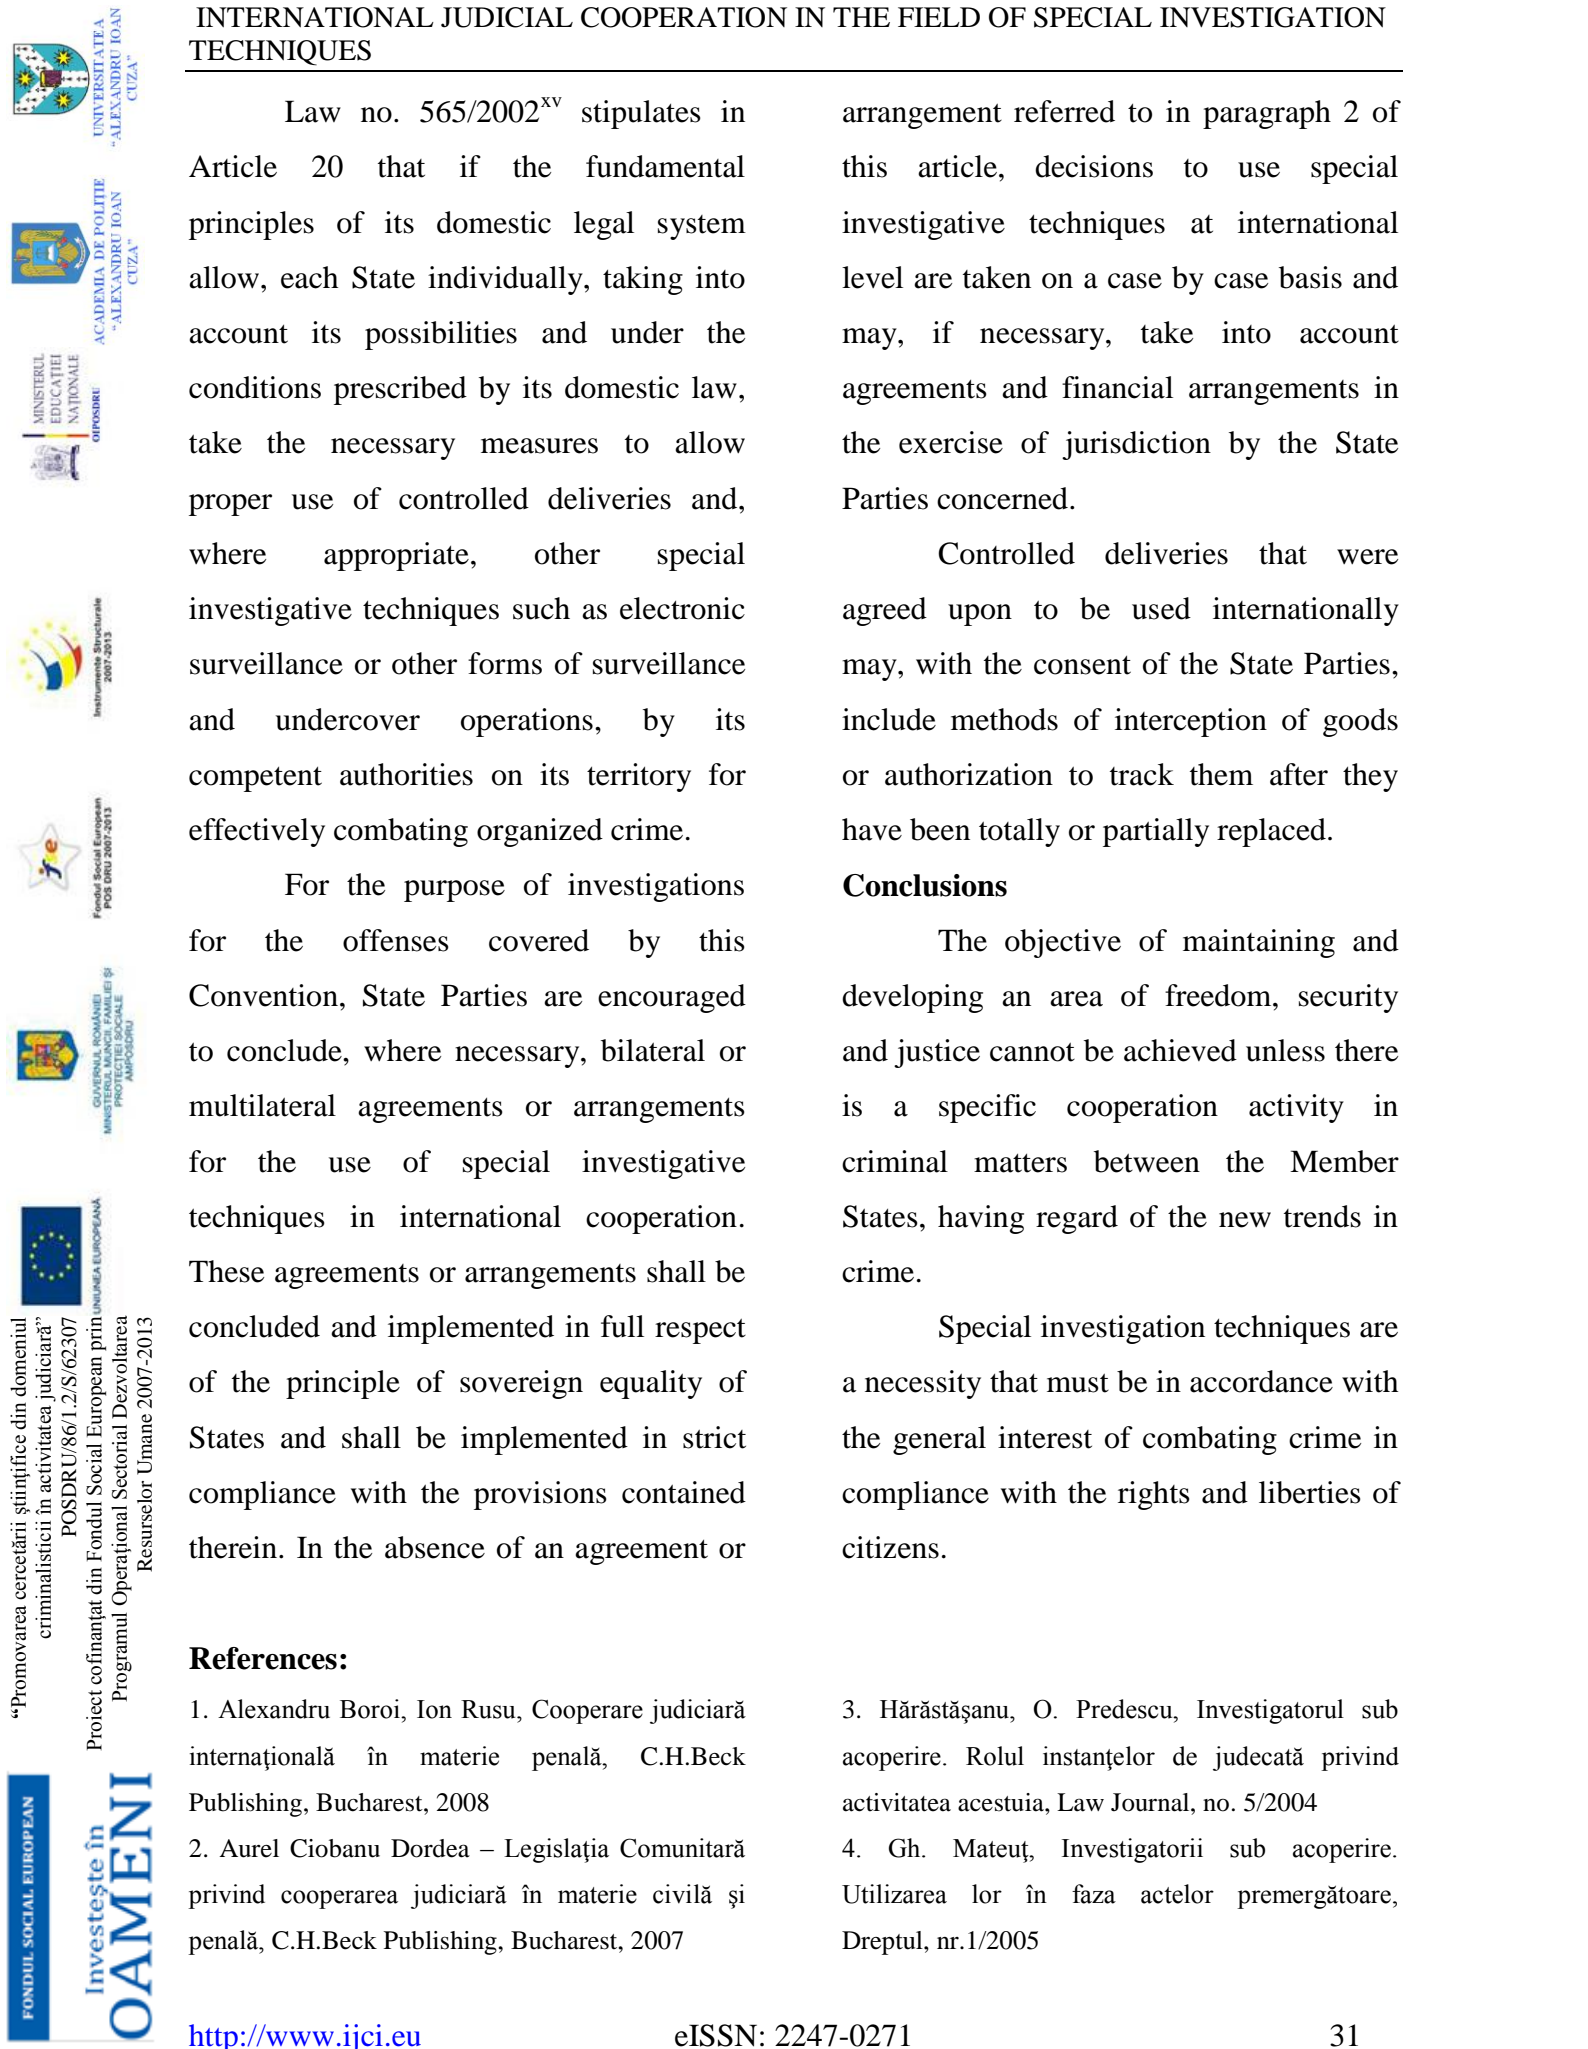 INTERNATIONAL JUDICIAL COOPERATION IN THE FIELD OF SPECIAL INVESTIGATION
TECHNIQUES
Law no. 565/2002xv stipulates in
Article 20 that if the fundamental
principles of its domestic legal system
allow, each State individually, taking into
account its possibilities and under the
conditions prescribed by its domestic law,
take the necessary measures to allow
proper use of controlled deliveries and,
where appropriate, other special
investigative techniques such as electronic
surveillance or other forms of surveillance
and undercover operations, by its
competent authorities on its territory for
effectively combating organized crime.
For the purpose of investigations
for the offenses covered by this
Convention, State Parties are encouraged
to conclude, where necessary, bilateral or
multilateral agreements or arrangements
for the use of special investigative
techniques in international cooperation.
These agreements or arrangements shall be
concluded and implemented in full respect
of the principle of sovereign equality of
States and shall be implemented in strict
compliance with the provisions contained
therein. In the absence of an agreement or
arrangement referred to in paragraph 2 of
this article, decisions to use special
investigative techniques at international
level are taken on a case by case basis and
may, if necessary, take into account
agreements and financial arrangements in
the exercise of jurisdiction by the State
Parties concerned.
Controlled deliveries that were
agreed upon to be used internationally
may, with the consent of the State Parties,
include methods of interception of goods
or authorization to track them after they
have been totally or partially replaced.
Conclusions
The objective of maintaining and
developing an area of freedom, security
and justice cannot be achieved unless there
is a specific cooperation activity in
criminal matters between the Member
States, having regard of the new trends in
crime.
Special investigation techniques are
a necessity that must be in accordance with
the general interest of combating crime in
compliance with the rights and liberties of
citizens.
References:
1. Alexandru Boroi, Ion Rusu, Cooperare judiciară
internaţională în materie penală, C.H.Beck
Publishing, Bucharest, 2008
2. Aurel Ciobanu Dordea – Legislaţia Comunitară
privind cooperarea judiciară în materie civilă şi
penală, C.H.Beck Publishing, Bucharest, 2007
3. Hărăstăşanu, O. Predescu, Investigatorul sub
acoperire. Rolul instanţelor de judecată privind
activitatea acestuia, Law Journal, no. 5/2004
4. Gh. Mateuţ, Investigatorii sub acoperire.
Utilizarea lor în faza actelor premergătoare,
Dreptul, nr.1/2005
http://www.ijci.eu eISSN: 2247-0271 31
UNIVERSITATEA
“ALEXANDRU IOAN
CUZA”
ACADEMIA DE POLIŢIE
“ALEXANDRU IOAN
CUZA”
MINISTERUL
EDUCAŢIEI
NAŢIONALE
OIPOSDRU
Instrumente Structurale
2007-2013
fse
Fondul Social European
POS DRU 2007-2013
GUVERNUL ROMÂNIEI
MINISTERUL MUNCII, FAMILIEI ŞI
PROTECŢIEI SOCIALE
AMPOSDRU
UNIUNEA EUROPEANĂ
“Promovarea cercetării ştiinţifice din domeniul
criminalisticii în activitatea judiciară”
POSDRU/86/1.2/S/62307
Proiect cofinanţat din Fondul Social European prin
Programul Operaţional Sectorial Dezvoltarea
Resurselor Umane 2007-2013
FONDUL SOCIAL EUROPEAN
Investeşte în
OAMENI